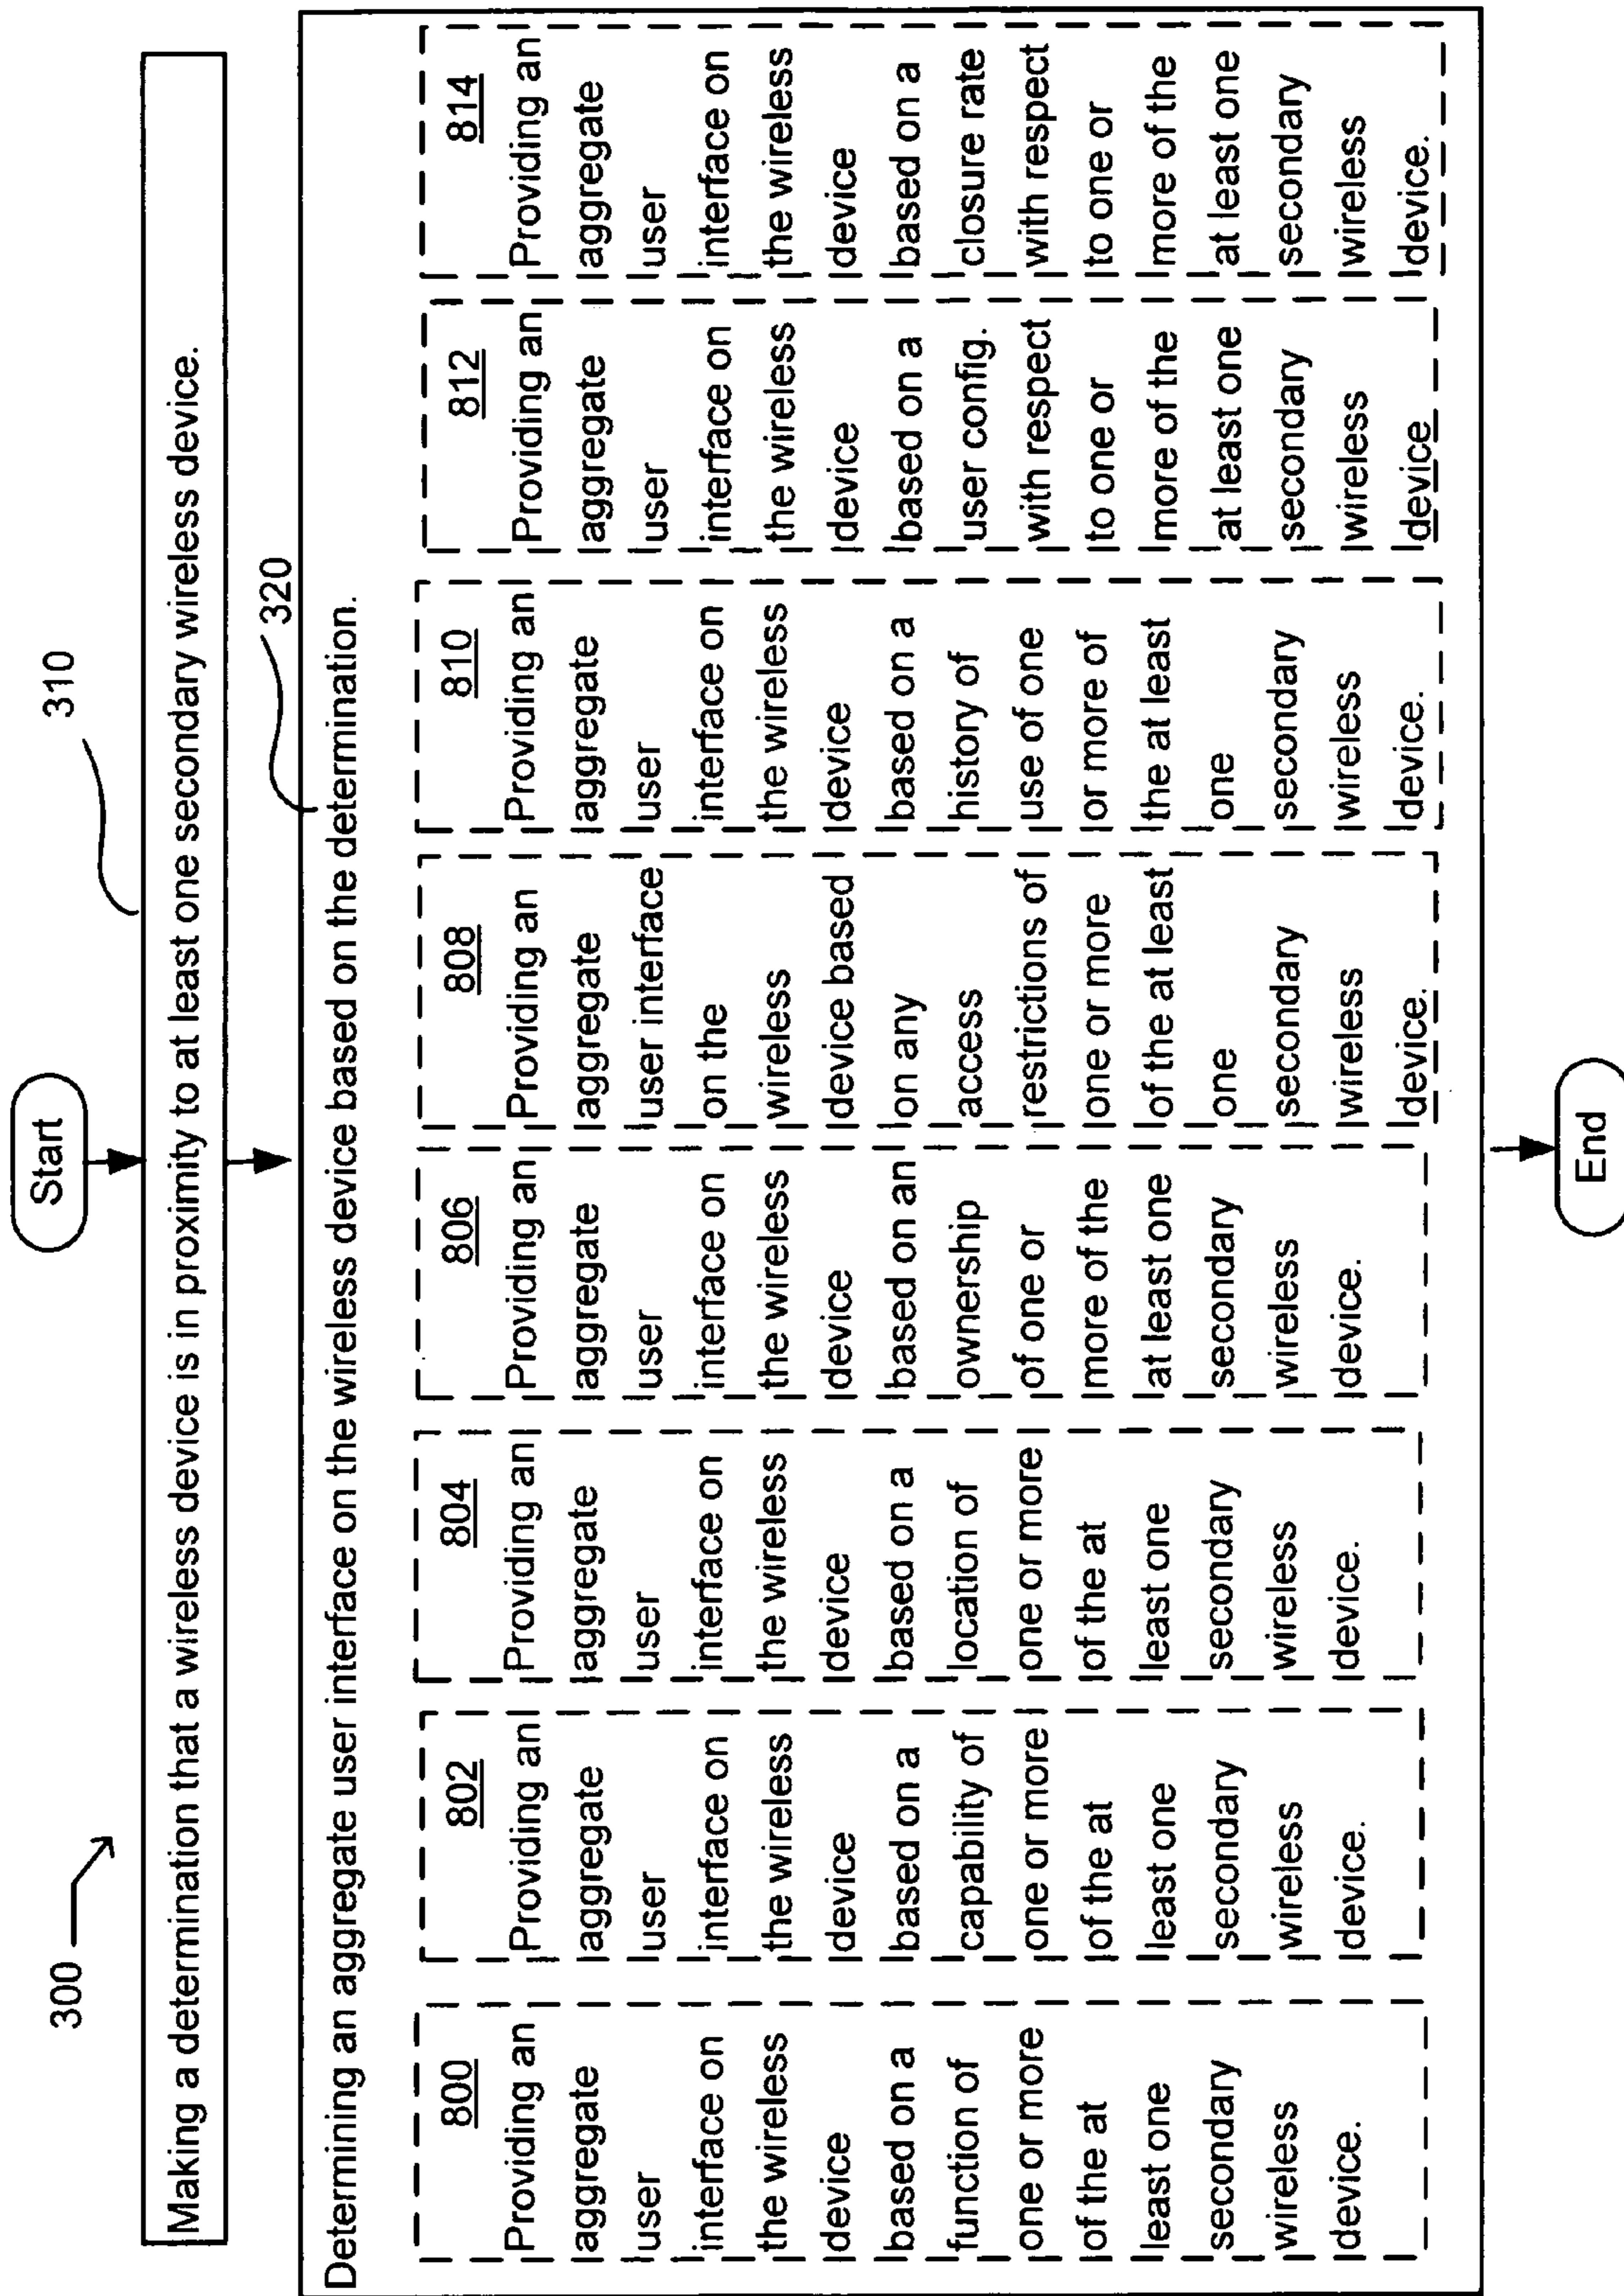 300
Start
310
Making a determination that a wireless device is in proximity to at least one secondary wireless device.
320
Determining an aggregate user interface on the wireless device based on the determination.
800
Providing an
aggregate
user
interface on
the wireless
device
based on a
function of
one or more
of the at
least one
secondary
wireless
device.
802
Providing an
aggregate
user
interface on
the wireless
device
based on a
capability of
one or more
of the at
least one
secondary
wireless
device.
804
Providing an
aggregate
user
interface on
the wireless
device
based on a
location of
one or more
of the at
least one
secondary
wireless
device.
806
Providing an
aggregate
user
interface on
the wireless
device
based on an
ownership
of one or
more of the
at least one
secondary
wireless
device.
808
Providing an
aggregate
user interface
on the
wireless
device based
on any
access
restrictions of
one or more
of the at least
one
secondary
wireless
device.
810
Providing an
aggregate
user
interface on
the wireless
device
based on a
history of
use of one
or more of
the at least
one
secondary
wireless
device.
812
Providing an
aggregate
user
interface on
the wireless
device
based on a
user config.
with respect
to one or
more of the
at least one
secondary
wireless
device
814
Providing an
aggregate
user
interface on
the wireless
device
based on a
closure rate
with respect
to one or
more of the
at least one
secondary
wireless
device.
End